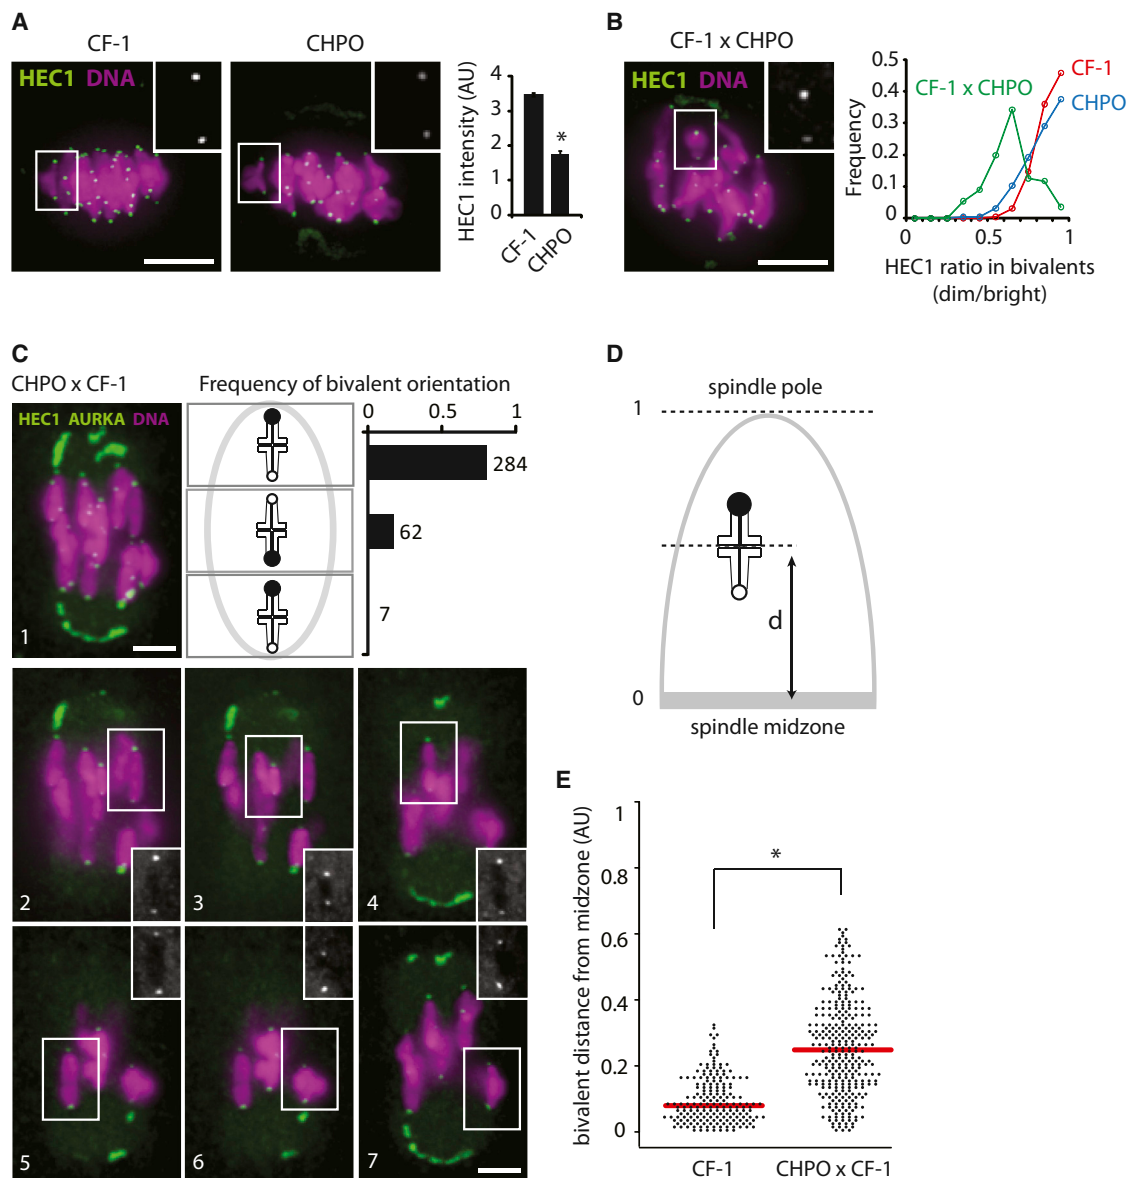 A
CF-1
CHPO
HEC1 DNA
HEC1 intensity (AU)
4
3
2
1
0
*
CF-1
CHPO
B
CF-1 x CHPO
HEC1 DNA
Frequency
0.5
0.4
0.3
0.2
0.1
0
CF-1 x CHPO
CF-1
CHPO
0
0.5
1
HEC1 ratio in bivalents
(dim/bright)
C
CHPO x CF-1
Frequency of bivalent orientation
HEC1 AURKA DNA
0
0.5
1
284
62
7
1
2
3
4
5
6
7
D
spindle pole
1
d
0
spindle midzone
E
bivalent distance from midzone (AU)
1
0.8
0.6
0.4
0.2
0
*
CF-1
CHPO x CF-1